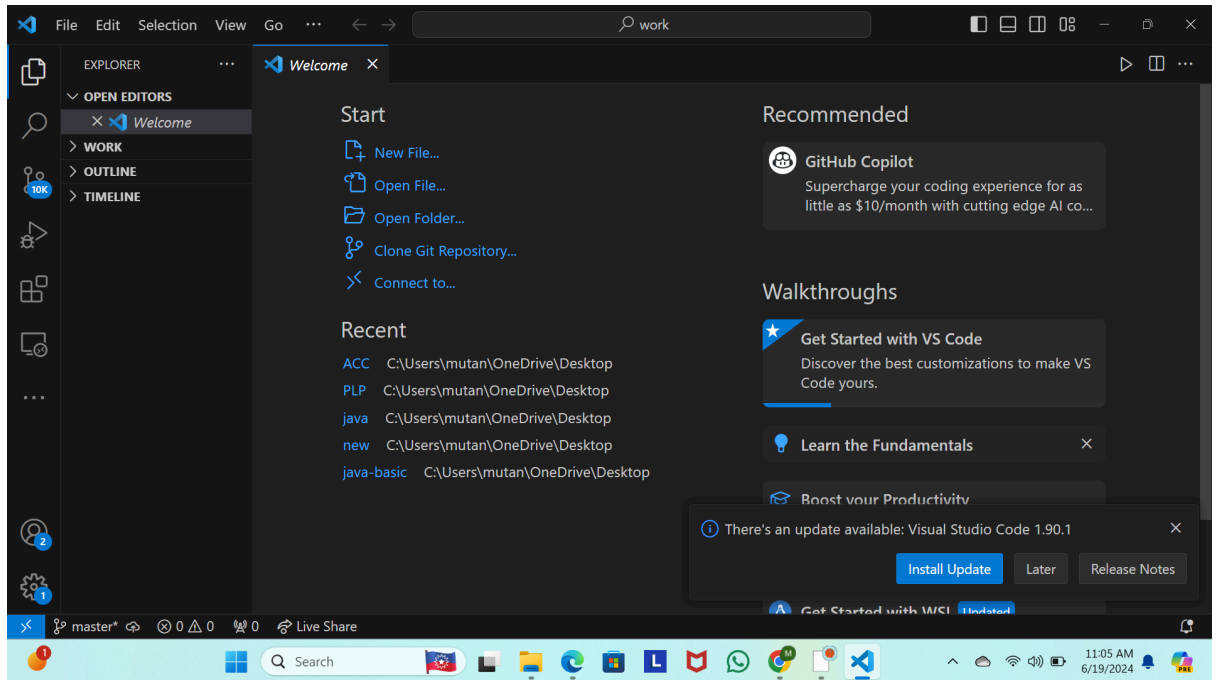 File Edit Selection View Go ··· work
EXPLORER ···
OPEN EDITORS
Welcome
WORK
OUTLINE
TIMELINE
10K
2
1
Welcome
Start
New File...
Open File...
Open Folder...
Clone Git Repository...
Connect to...
Recent
ACC C:\Users\mutan\OneDrive\Desktop
PLP C:\Users\mutan\OneDrive\Desktop
java C:\Users\mutan\OneDrive\Desktop
new C:\Users\mutan\OneDrive\Desktop
java-basic C:\Users\mutan\OneDrive\Desktop
Recommended
GitHub Copilot
Supercharge your coding experience for as
little as $10/month with cutting edge AI co...
Walkthroughs
Get Started with VS Code
Discover the best customizations to make VS
Code yours.
Learn the Fundamentals
Boost your Productivity
There's an update available: Visual Studio Code 1.90.1
Install Update Later Release Notes
Get Started with WSL Updated
master* 0 0 0 Live Share
1
Search
L
M
11:05 AM
6/19/2024
PRE